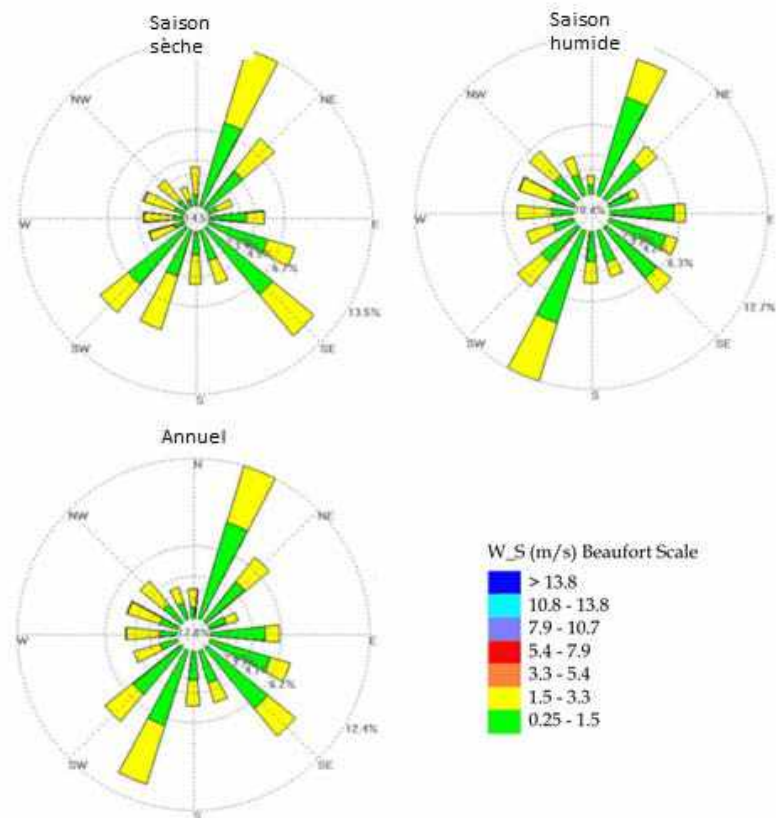 Saison
sèche
NW
NE
W
E
6.7%
13.5%
SW
SE
S
Saison
humide
NW
NE
W
E
6.3%
12.7%
SW
SE
S
Annuel
N
NW
NE
W
E
6.2%
12.4%
SW
SE
S
W_S (m/s) Beaufort Scale
> 13.8
10.8 - 13.8
7.9 - 10.7
5.4 - 7.9
3.3 - 5.4
1.5 - 3.3
0.25 - 1.5